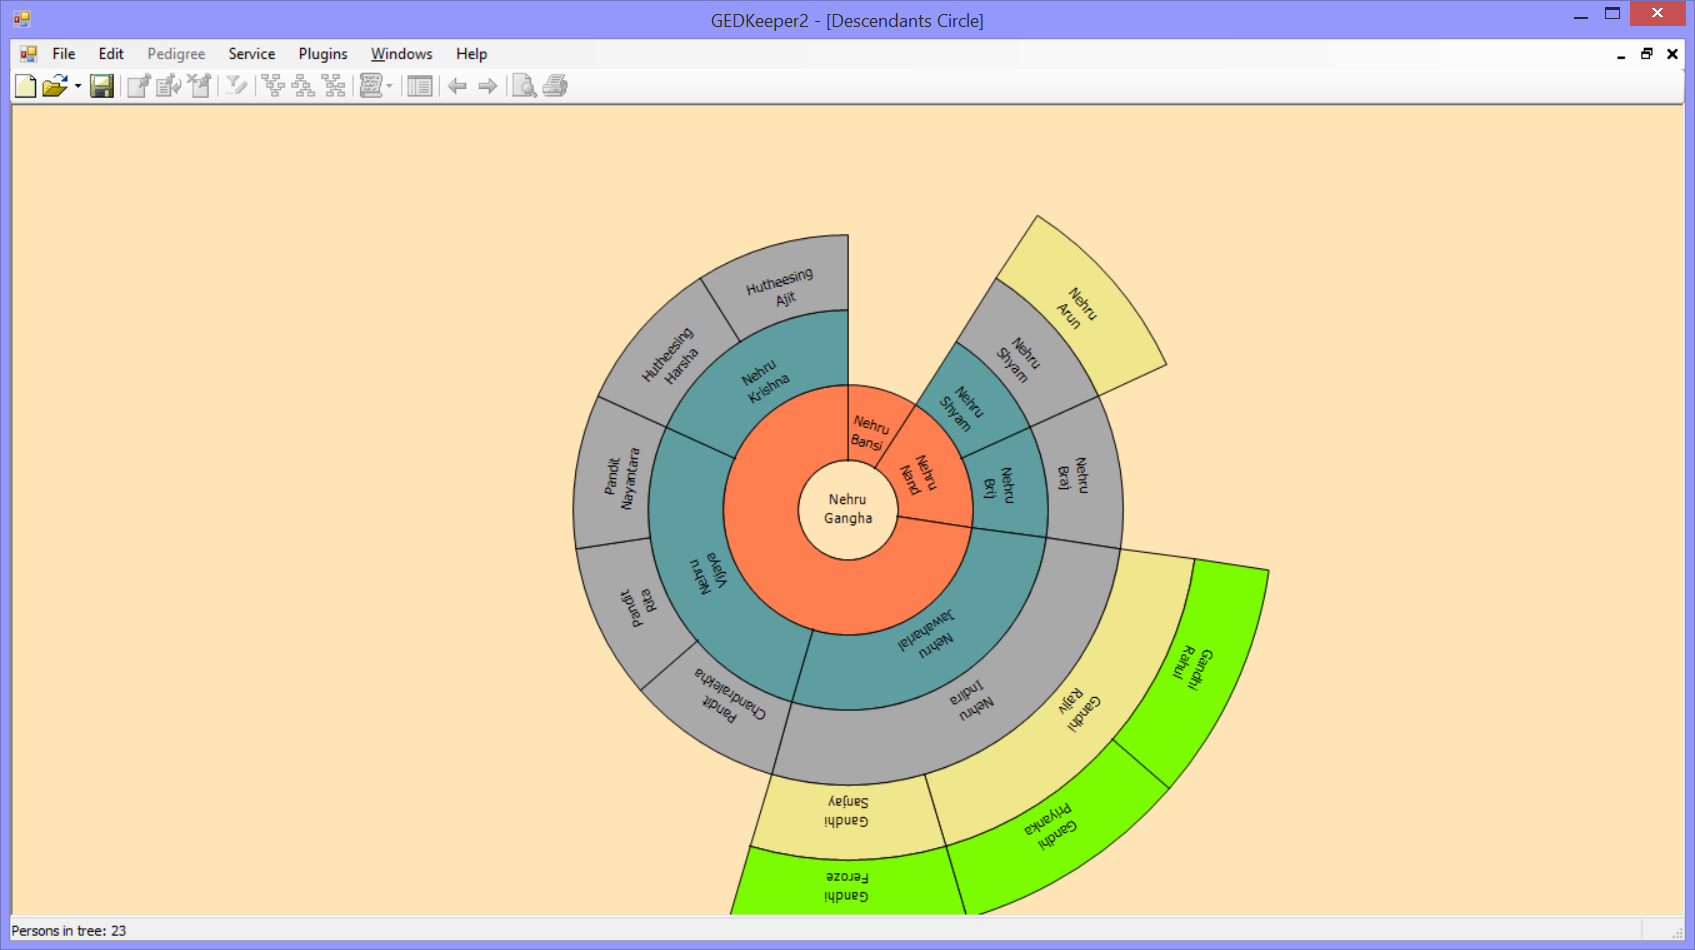 GEDKeeper2 - [Descendants Circle]
File Edit Pedigree Service Plugins Windows Help
Nehru
Gangha
Nehru
Bansi
Nehru
Nand
Nehru
Shyam
Nehru
Brij
Nehru
Jawaharlal
Nehru
Vijaya
Nehru
Krishna
Nehru
Shyam
Nehru
Braj
Nehru
Indira
Pandit
Chandralekha
Pandit
Rita
Pandit
Nayantara
Hutheesing
Harsha
Hutheesing
Ajit
Nehru
Arun
Gandhi
Rajiv
Gandhi
Sanjay
Gandhi
Rahul
Gandhi
Priyanka
Gandhi
Feroze
Persons in tree: 23